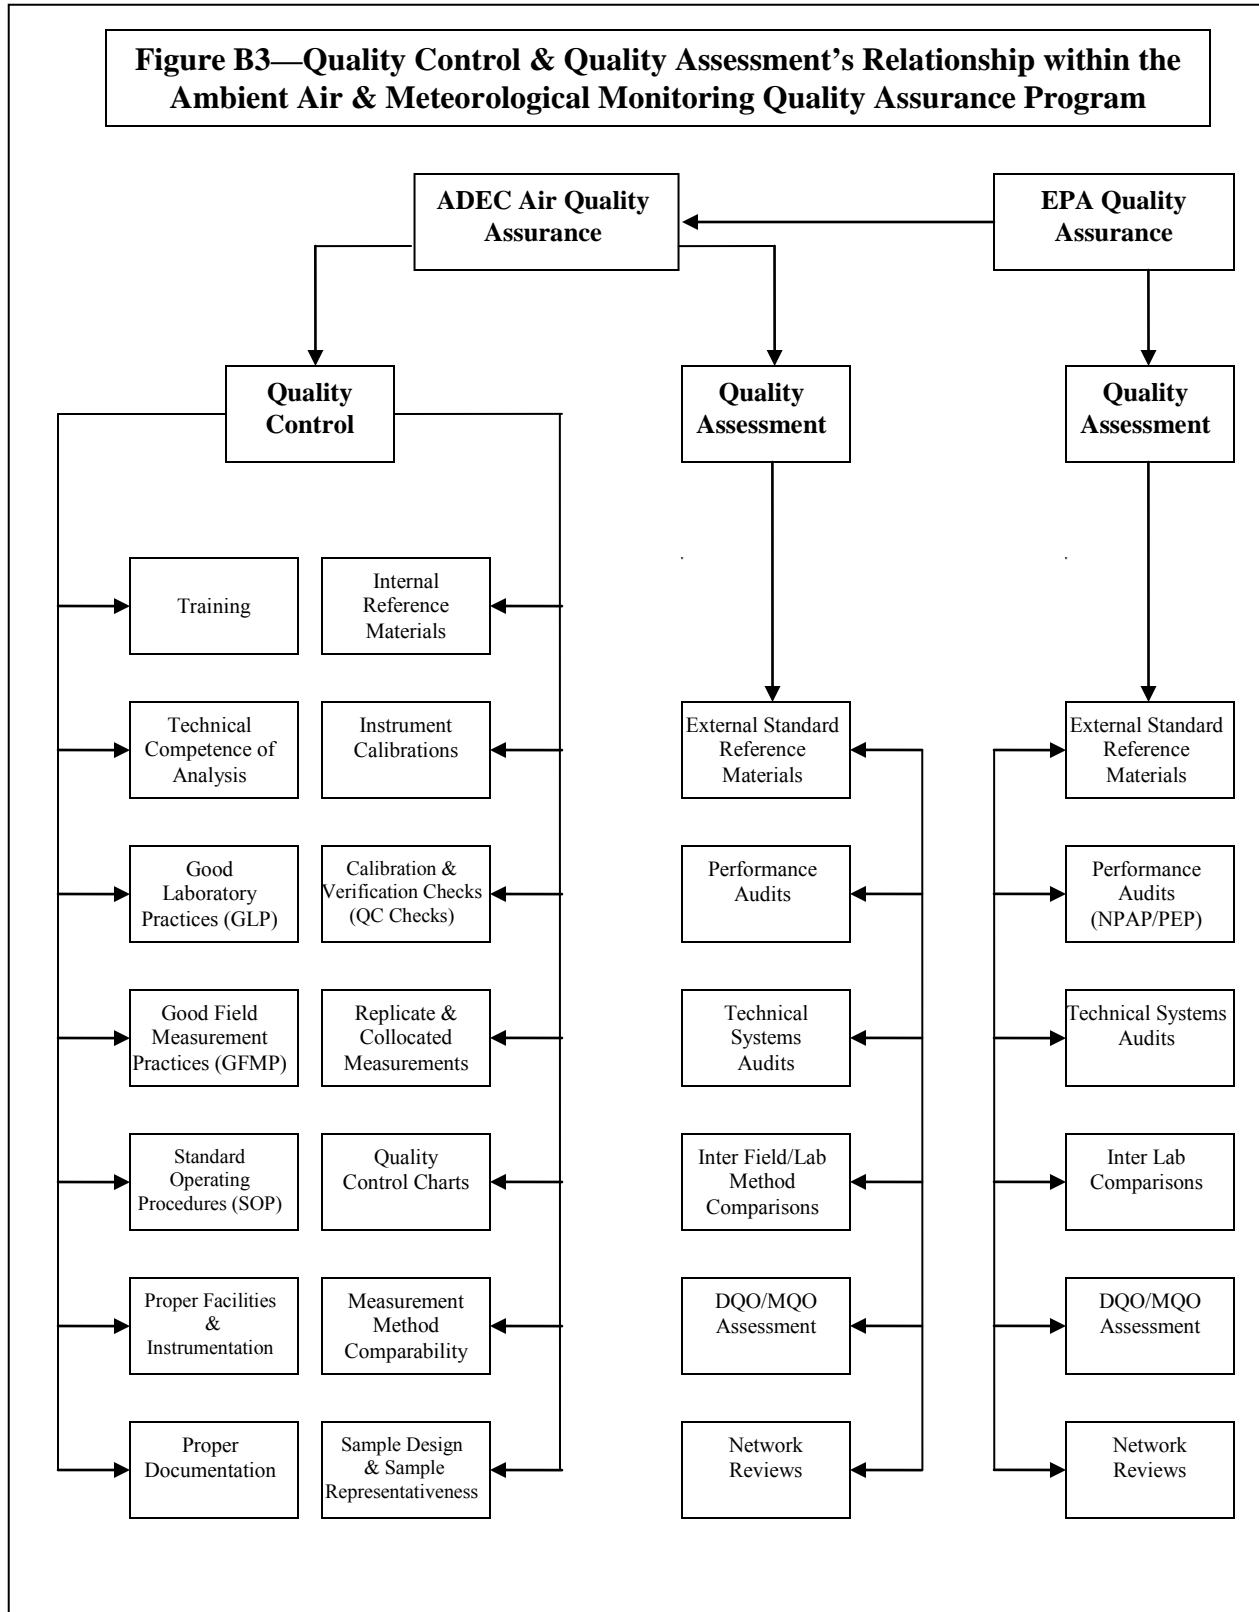 Figure B3—Quality Control & Quality Assessment's Relationship within the
Ambient Air & Meteorological Monitoring Quality Assurance Program
ADEC Air Quality
Assurance
EPA Quality
Assurance
Quality
Control
Quality
Assessment
Quality
Assessment
Training
Internal
Reference
Materials
Technical
Competence of
Analysis
Instrument
Calibrations
External Standard
Reference
Materials
External Standard
Reference
Materials
Good
Laboratory
Practices (GLP)
Calibration &
Verification Checks
(QC Checks)
Performance
Audits
Performance
Audits
(NPAP/PEP)
Good Field
Measurement
Practices (GFMP)
Replicate &
Collocated
Measurements
Technical
Systems
Audits
Technical Systems
Audits
Standard
Operating
Procedures (SOP)
Quality
Control Charts
Inter Field/Lab
Method
Comparisons
Inter Lab
Comparisons
Proper Facilities
&
Instrumentation
Measurement
Method
Comparability
DQO/MQO
Assessment
DQO/MQO
Assessment
Proper
Documentation
Sample Design
& Sample
Representativeness
Network
Reviews
Network
Reviews